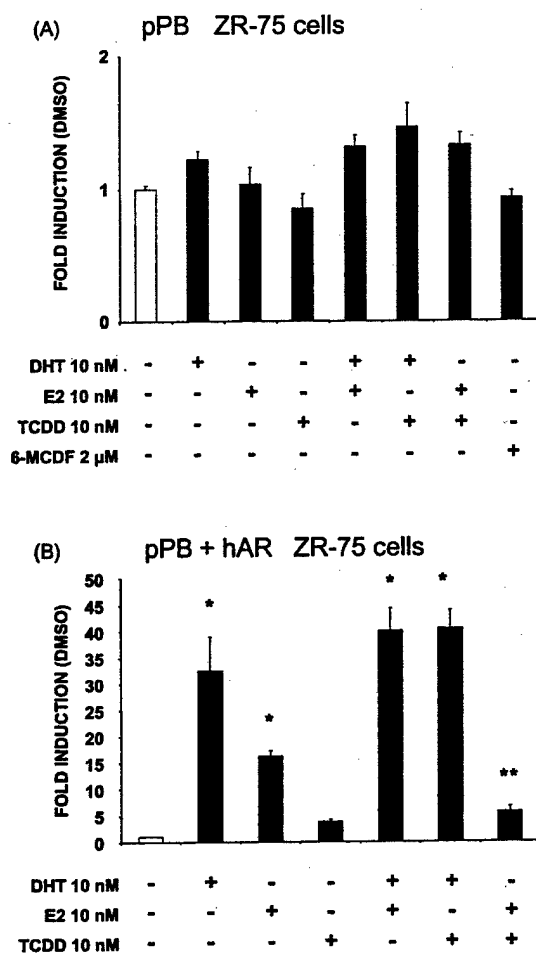 (A) pPB ZR-75 cells
FOLD INDUCTION (DMSO)
2
1
0
DHT 10 nM - + - - + + - -
E2 10 nM - - + - + - + -
TCDD 10 nM - - - + - + + -
6-MCDF 2 μM - - - - - - - +
(B) pPB + hAR ZR-75 cells
FOLD INDUCTION (DMSO)
50
45
40
35
30
25
20
15
10
5
0
* * * * **
DHT 10 nM - + - - + + -
E2 10 nM - - + - + - +
TCDD 10 nM - - - + - + +